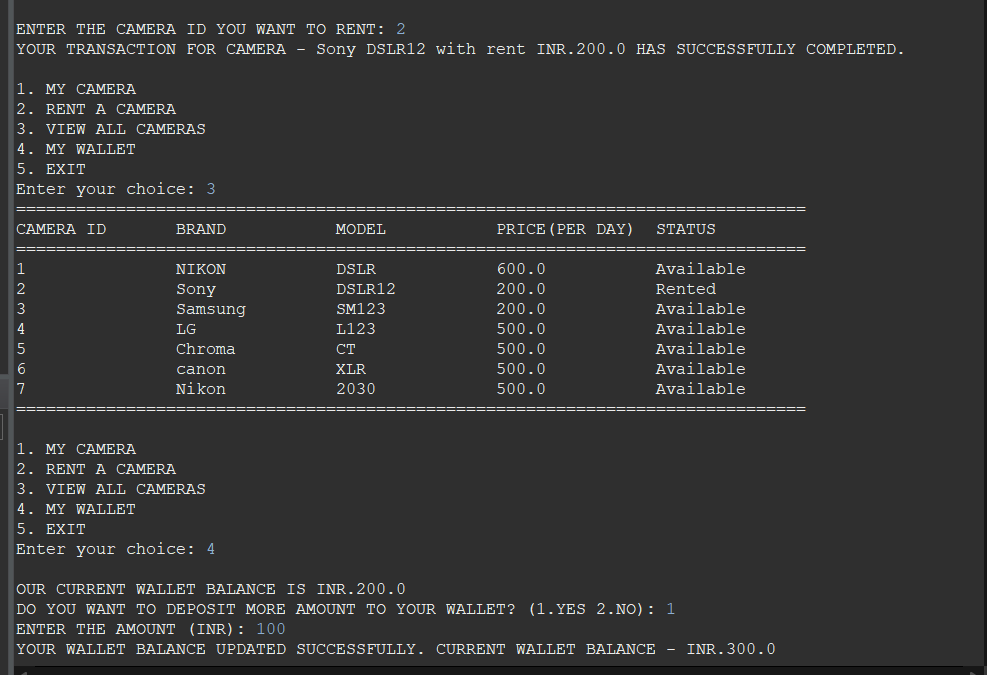 ENTER THE CAMERA ID YOU WANT TO RENT: 2
YOUR TRANSACTION FOR CAMERA - Sony DSLR12 with rent INR.200.0 HAS SUCCESSFULLY COMPLETED.
1. MY CAMERA
2. RENT A CAMERA
3. VIEW ALL CAMERAS
4. MY WALLET
5. EXIT
Enter your choice: 3
===============================================================================
CAMERA ID BRAND MODEL PRICE(PER DAY) STATUS
===============================================================================
1 NIKON DSLR 600.0 Available
2 Sony DSLR12 200.0 Rented
3 Samsung SM123 200.0 Available
4 LG L123 500.0 Available
5 Chroma CT 500.0 Available
6 canon XLR 500.0 Available
7 Nikon 2030 500.0 Available
===============================================================================
1. MY CAMERA
2. RENT A CAMERA
3. VIEW ALL CAMERAS
4. MY WALLET
5. EXIT
Enter your choice: 4
OUR CURRENT WALLET BALANCE IS INR.200.0
DO YOU WANT TO DEPOSIT MORE AMOUNT TO YOUR WALLET? (1.YES 2.NO): 1
ENTER THE AMOUNT (INR): 100
YOUR WALLET BALANCE UPDATED SUCCESSFULLY. CURRENT WALLET BALANCE - INR.300.0